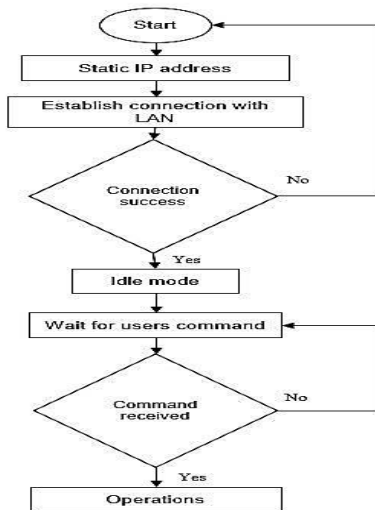 Start
Static IP address
Establish connection with
LAN
Connection
success
No
Yes
Idle mode
Wait for users command
Command
received
No
Yes
Operations